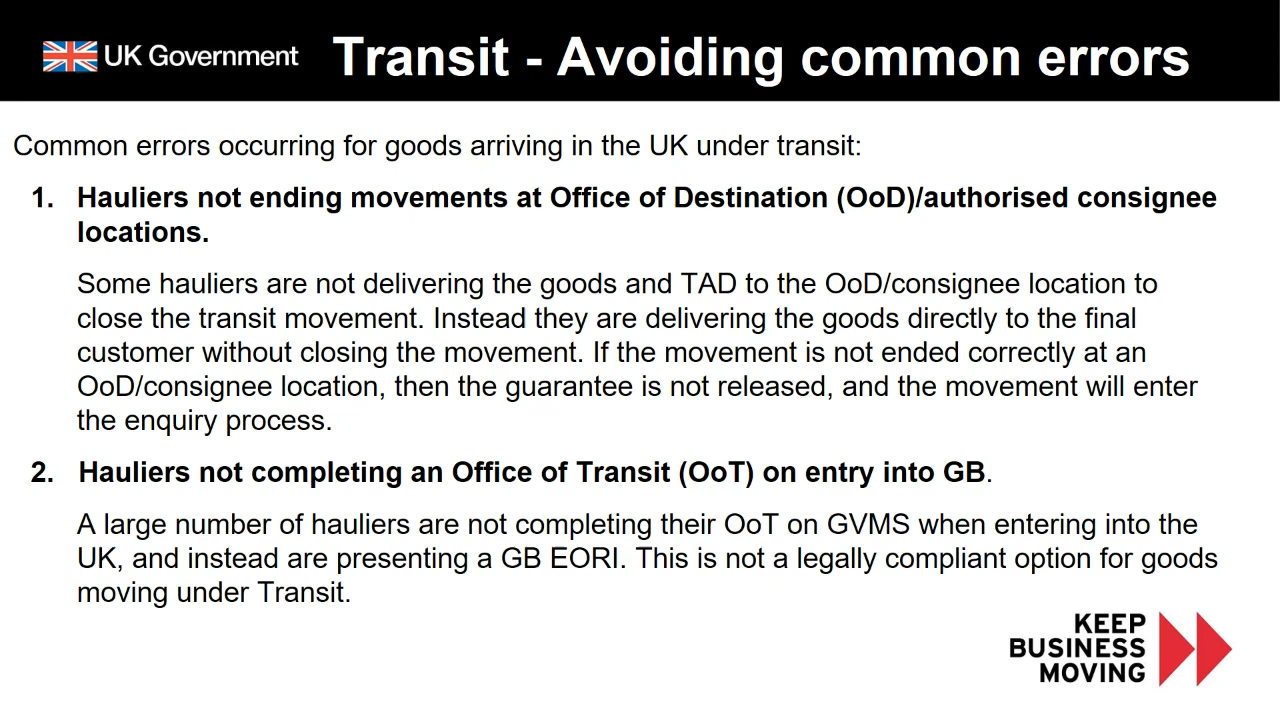 UK Government
Transit - Avoiding common errors
Common errors occurring for goods arriving in the UK under transit:
1. Hauliers not ending movements at Office of Destination (OoD)/authorised consignee
locations.
Some hauliers are not delivering the goods and TAD to the OoD/consignee location to
close the transit movement. Instead they are delivering the goods directly to the final
customer without closing the movement. If the movement is not ended correctly at an
OoD/consignee location, then the guarantee is not released, and the movement will enter
the enquiry process.
2. Hauliers not completing an Office of Transit (OoT) on entry into GB.
A large number of hauliers are not completing their OoT on GVMS when entering into the
UK, and instead are presenting a GB EORI. This is not a legally compliant option for goods
moving under Transit.
KEEP
BUSINESS
MOVING